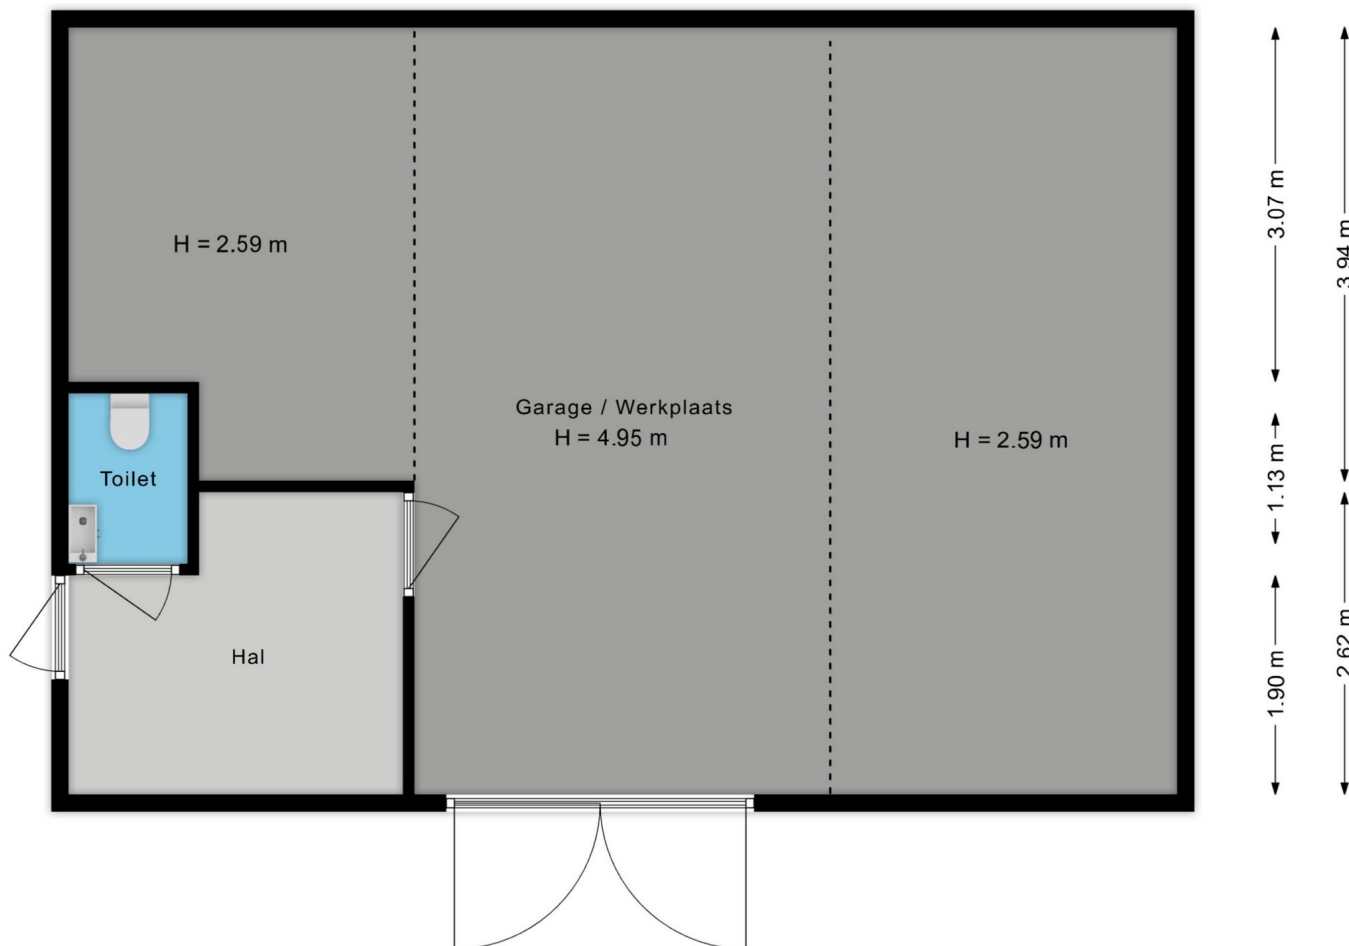 H = 2.59 m
Garage / Werkplaats
H = 4.95 m
H = 2.59 m
Toilet
Hal
3.07 m
1.13 m
1.90 m
3.94 m
2.62 m